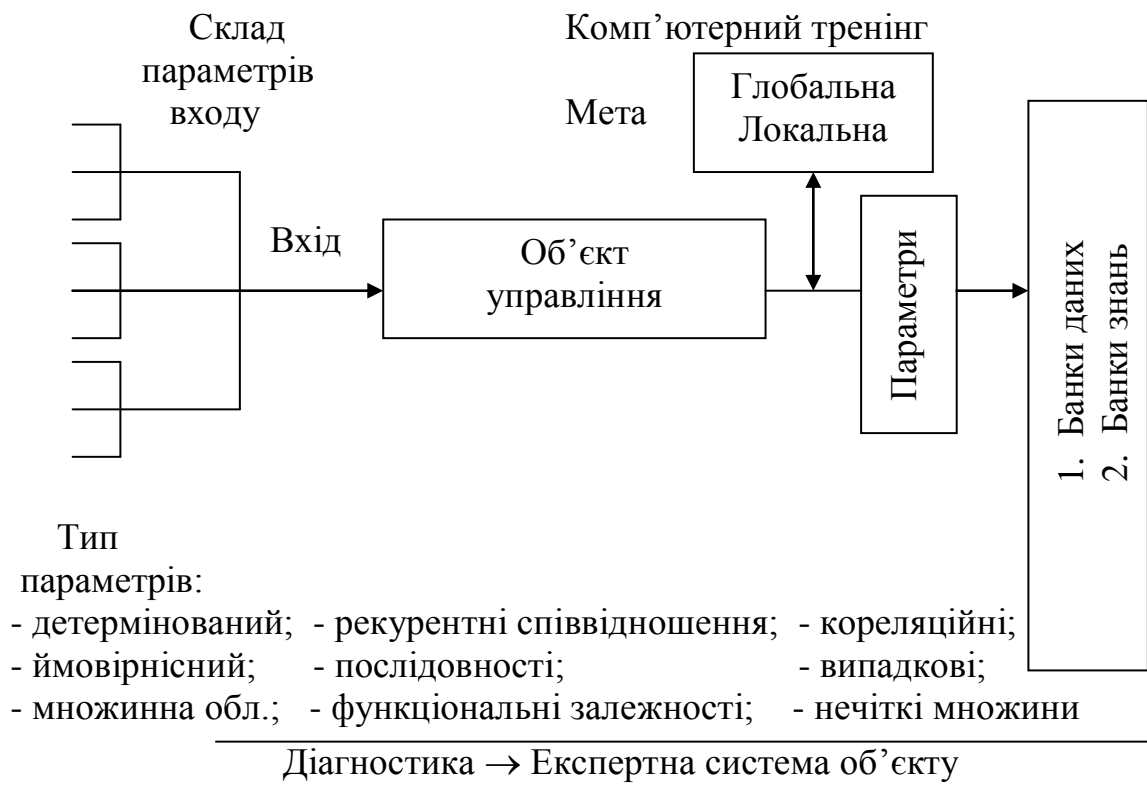 Склад
параметрів
входу
Комп’ютерний тренінг
Мета
Глобальна
Локальна
Вхід
Об’єкт
управління
Параметри
1. Банки даних
2. Банки знань
Тип
параметрів:
- детермінований; - рекурентні співвідношення; - кореляційні;
- ймовірнісний; - послідовності; - випадкові;
- множинна обл.; - функціональні залежності; - нечіткі множини
Діагностика → Експертна система об’єкту